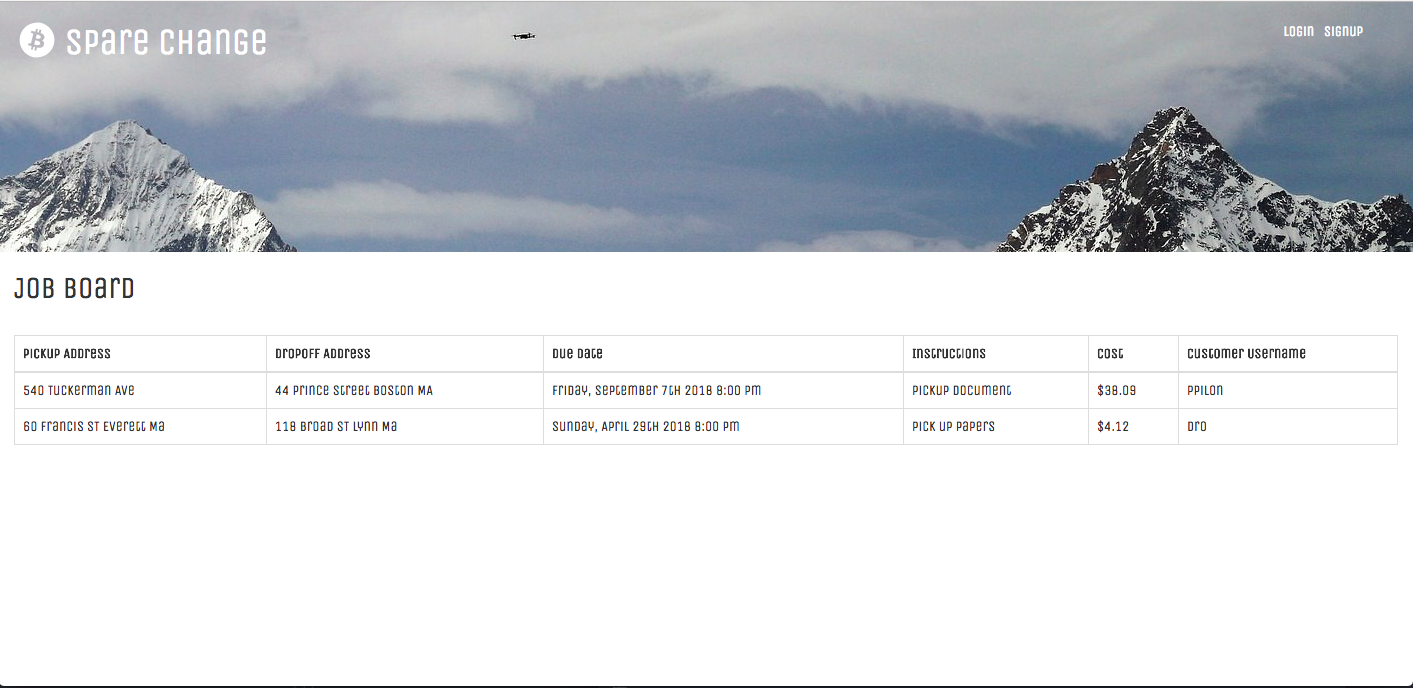 Spare Change
Login Signup
Job Board
Pickup Address Dropoff Address Due Date Instructions Cost Customer Username
540 Tuckerman Ave 44 Prince Street Boston MA Friday, September 7th 2018 8:00 PM Pickup Document $38.09 ppilon
60 Francis St Everett Ma 118 Broad St Lynn Ma Sunday, April 29th 2018 8:00 PM Pick up papers $4.12 Dro